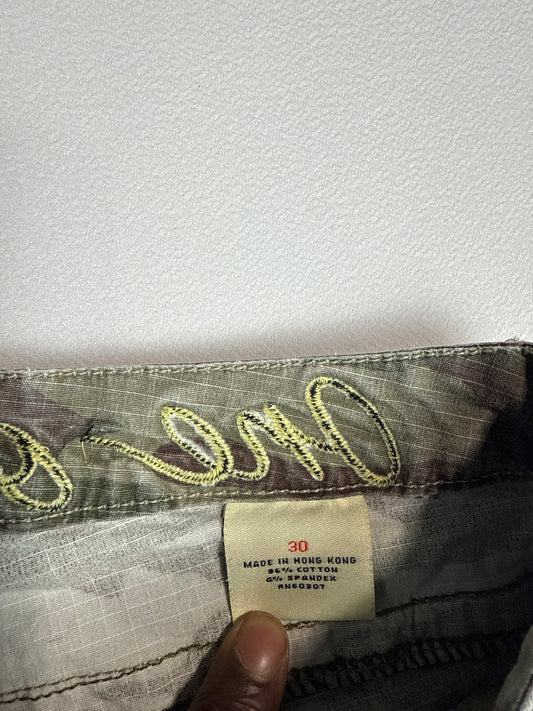 30
MADE IN HONG KONG
96% COTTON
4% SPANDEX
RN60307